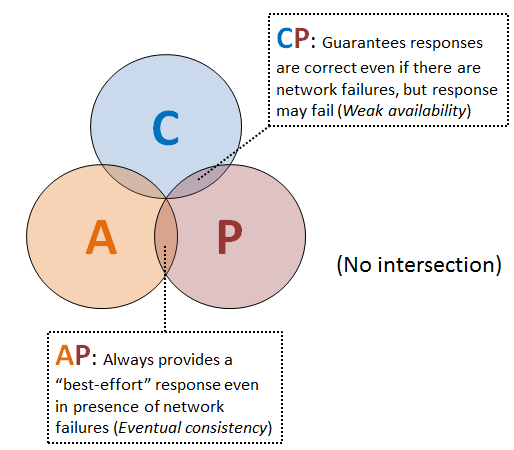 CP: Guarantees responses
are correct even if there are
network failures, but response
may fail (Weak availability)
C
A
P
(No intersection)
AP: Always provides a
“best-effort” response even
in presence of network
failures (Eventual consistency)